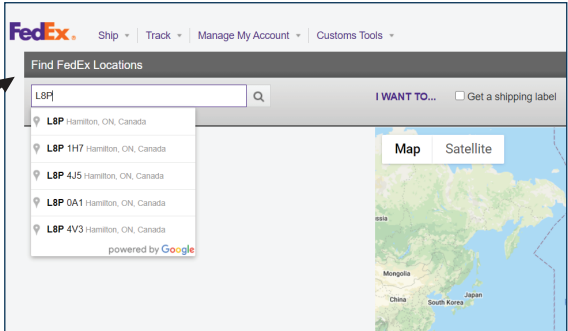 FedEx® Ship Track Manage My Account Customs Tools
Find FedEx Locations
L8P
I WANT TO... Get a shipping label
L8P Hamilton, ON, Canada
L8P 1H7 Hamilton, ON, Canada
L8P 4J5 Hamilton, ON, Canada
L8P 0A1 Hamilton, ON, Canada
L8P 4V3 Hamilton, ON, Canada
powered by Google
Map Satellite
ssia
Mongolia
China
South Korea
Japan